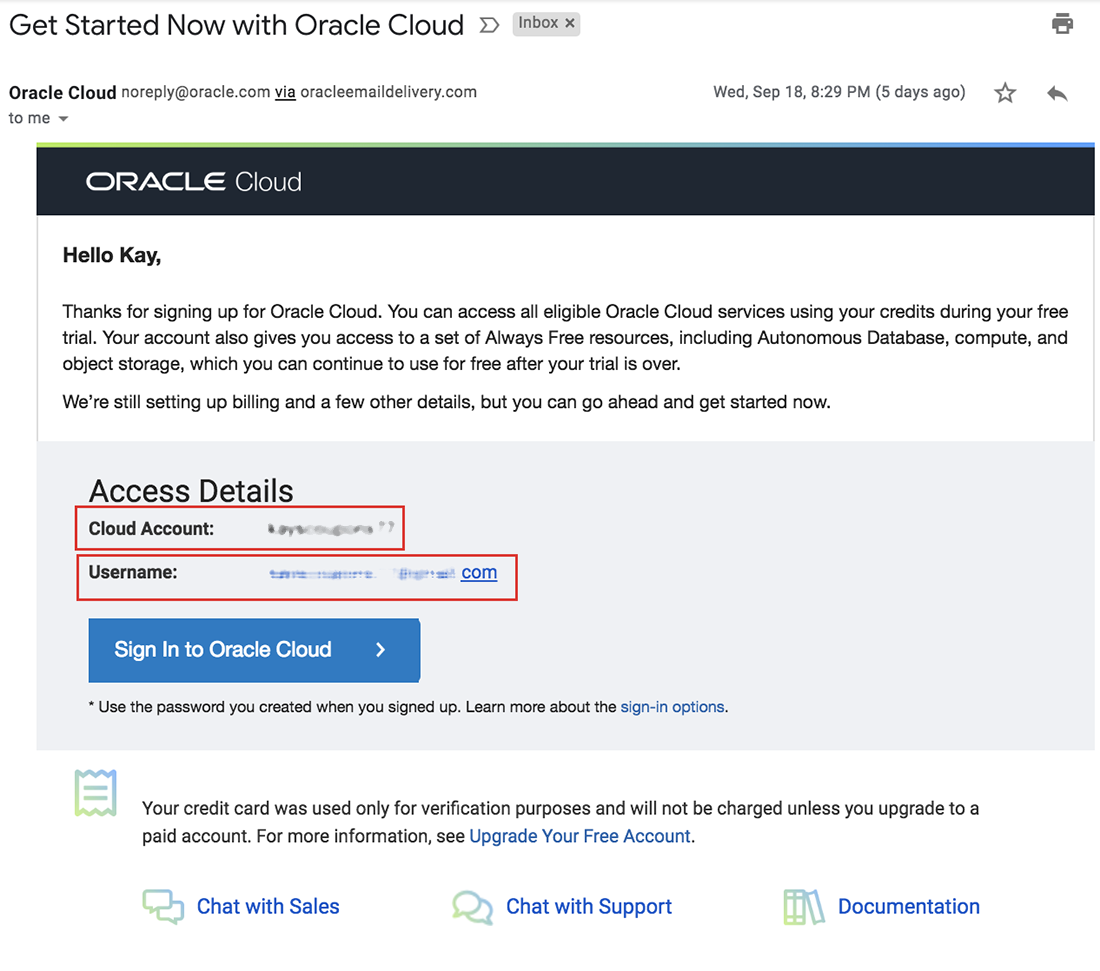 Get Started Now with Oracle Cloud Inbox ×
Oracle Cloud noreply@oracle.com via oracleemaildelivery.com Wed, Sep 18, 8:29 PM (5 days ago)
to me
ORACLE Cloud
Hello Kay,
Thanks for signing up for Oracle Cloud. You can access all eligible Oracle Cloud services using your credits during your free
trial. Your account also gives you access to a set of Always Free resources, including Autonomous Database, compute, and
object storage, which you can continue to use for free after your trial is over.
We’re still setting up billing and a few other details, but you can go ahead and get started now.
Access Details
Cloud Account:
Username: com
Sign In to Oracle Cloud
* Use the password you created when you signed up. Learn more about the sign-in options.
Your credit card was used only for verification purposes and will not be charged unless you upgrade to a
paid account. For more information, see Upgrade Your Free Account.
Chat with Sales Chat with Support Documentation